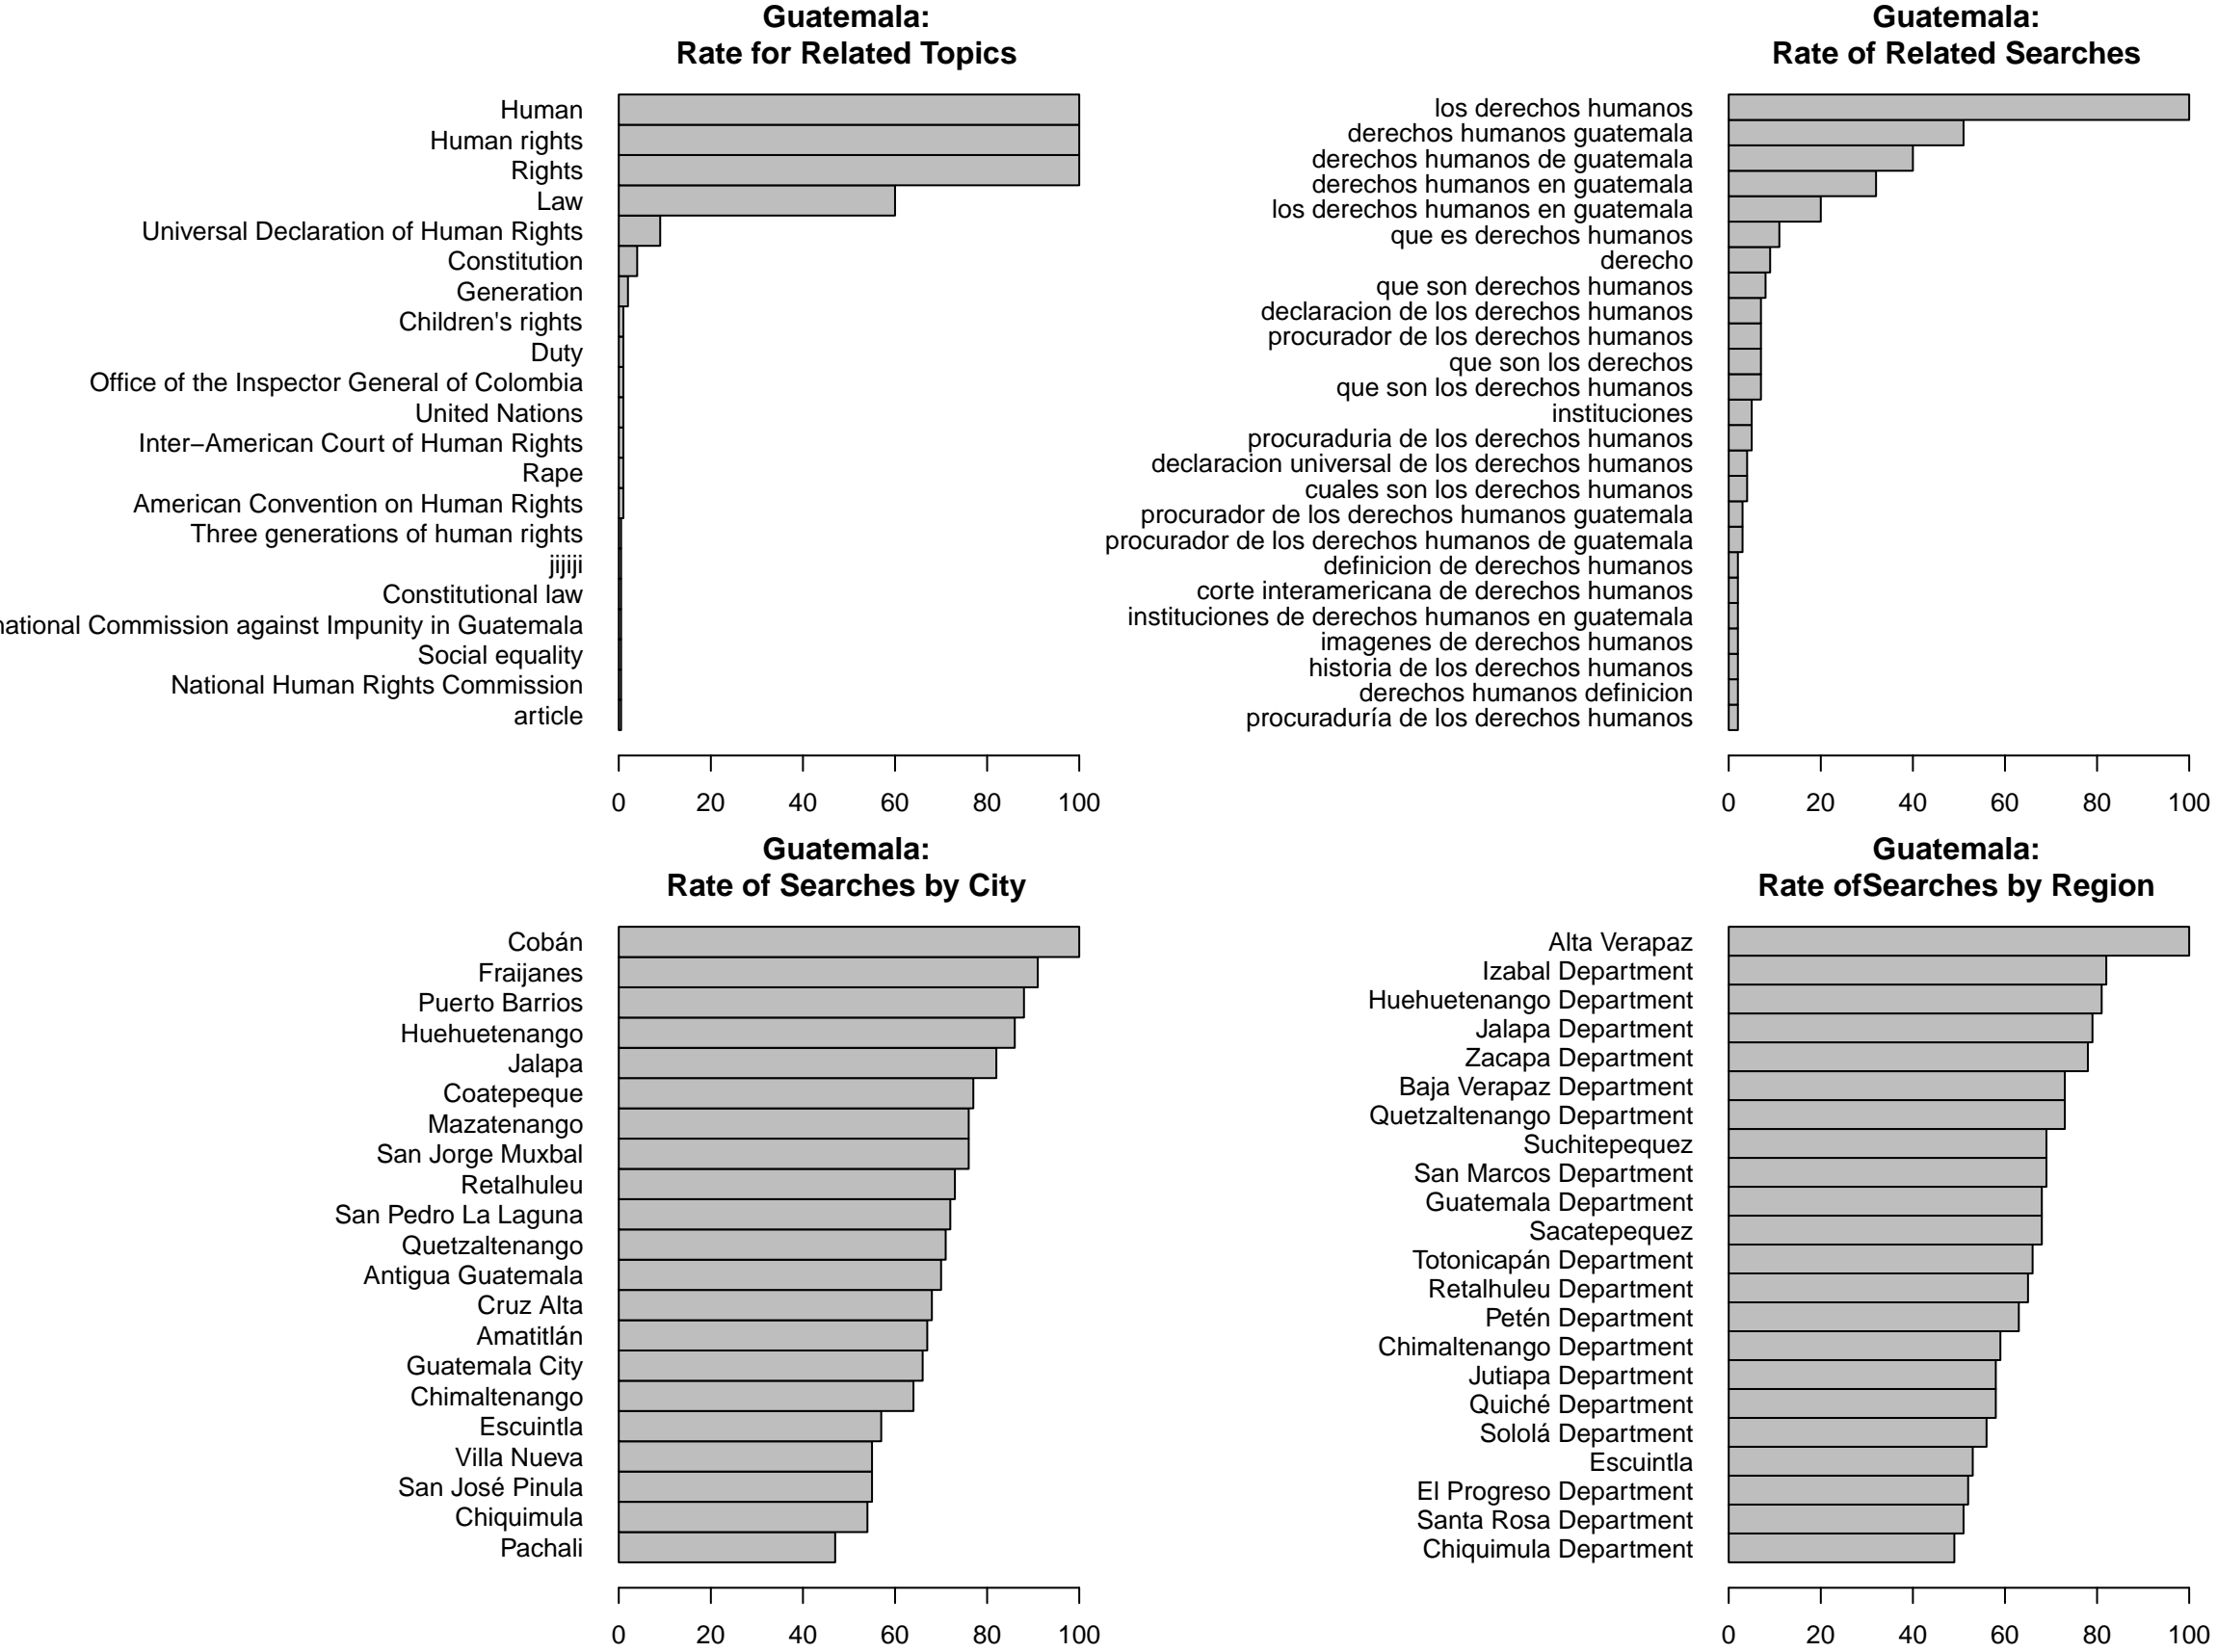 Guatemala:
Rate for Related Topics
Human
Human rights
Rights
Law
Universal Declaration of Human Rights
Constitution
Generation
Children's rights
Duty
Office of the Inspector General of Colombia
United Nations
Inter−American Court of Human Rights
Rape
American Convention on Human Rights
Three generations of human rights
jijiji
Constitutional law
national Commission against Impunity in Guatemala
Social equality
National Human Rights Commission
article
0 20 40 60 80 100
Guatemala:
Rate of Related Searches
los derechos humanos
derechos humanos guatemala
derechos humanos de guatemala
derechos humanos en guatemala
los derechos humanos en guatemala
que es derechos humanos
derecho
que son derechos humanos
declaracion de los derechos humanos
procurador de los derechos humanos
que son los derechos
que son los derechos humanos
instituciones
procuraduria de los derechos humanos
declaracion universal de los derechos humanos
cuales son los derechos humanos
procurador de los derechos humanos guatemala
procurador de los derechos humanos de guatemala
definicion de derechos humanos
corte interamericana de derechos humanos
instituciones de derechos humanos en guatemala
imagenes de derechos humanos
historia de los derechos humanos
derechos humanos definicion
procuraduría de los derechos humanos
0 20 40 60 80 100
Guatemala:
Rate of Searches by City
Cobán
Fraijanes
Puerto Barrios
Huehuetenango
Jalapa
Coatepeque
Mazatenango
San Jorge Muxbal
Retalhuleu
San Pedro La Laguna
Quetzaltenango
Antigua Guatemala
Cruz Alta
Amatitlán
Guatemala City
Chimaltenango
Escuintla
Villa Nueva
San José Pinula
Chiquimula
Pachali
0 20 40 60 80 100
Guatemala:
Rate ofSearches by Region
Alta Verapaz
Izabal Department
Huehuetenango Department
Jalapa Department
Zacapa Department
Baja Verapaz Department
Quetzaltenango Department
Suchitepequez
San Marcos Department
Guatemala Department
Sacatepequez
Totonicapán Department
Retalhuleu Department
Petén Department
Chimaltenango Department
Jutiapa Department
Quiché Department
Sololá Department
Escuintla
El Progreso Department
Santa Rosa Department
Chiquimula Department
0 20 40 60 80 100